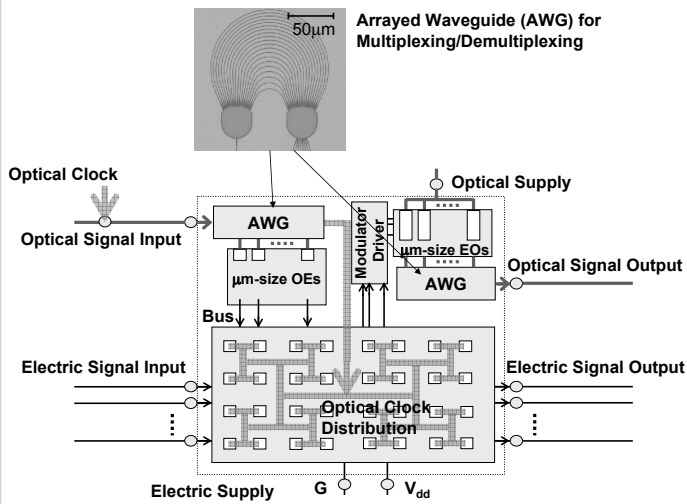 50μm
Arrayed Waveguide (AWG) for
Multiplexing/Demultiplexing
Optical Clock
Optical Supply
AWG
Modulator
Driver
μm-size EOs
Optical Signal Input
μm-size OEs
AWG
Optical Signal Output
Bus
Electric Signal Input
Electric Signal Output
Optical Clock
Distribution
Electric Supply
G
Vdd